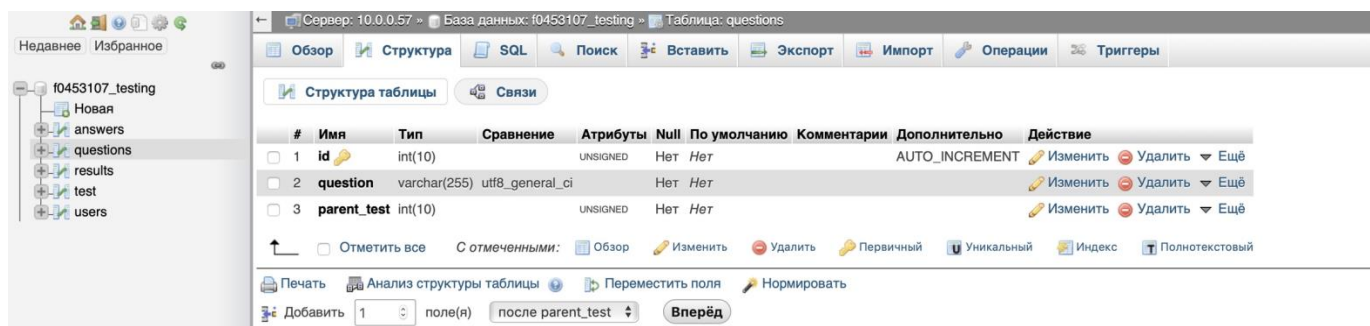 Сервер: 10.0.0.57 » База данных: f0453107_testing » Таблица: questions
Недавнее Избранное
f0453107_testing
Новая
answers
questions
results
test
users
Обзор Структура SQL Поиск Вставить Экспорт Импорт Операции Триггеры
Структура таблицы Связи
# Имя Тип Сравнение Атрибуты Null По умолчанию Комментарии Дополнительно Действие
1 id int(10) UNSIGNED Нет Нет AUTO_INCREMENT Изменить Удалить Ещё
2 question varchar(255) utf8_general_ci Нет Нет Изменить Удалить Ещё
3 parent_test int(10) UNSIGNED Нет Нет Изменить Удалить Ещё
Отметить все С отмеченными: Обзор Изменить Удалить Первичный Уникальный Индекс Полнотекстовый
Печать Анализ структуры таблицы Переместить поля Нормировать
Добавить 1 поле(я) после parent_test Вперёд